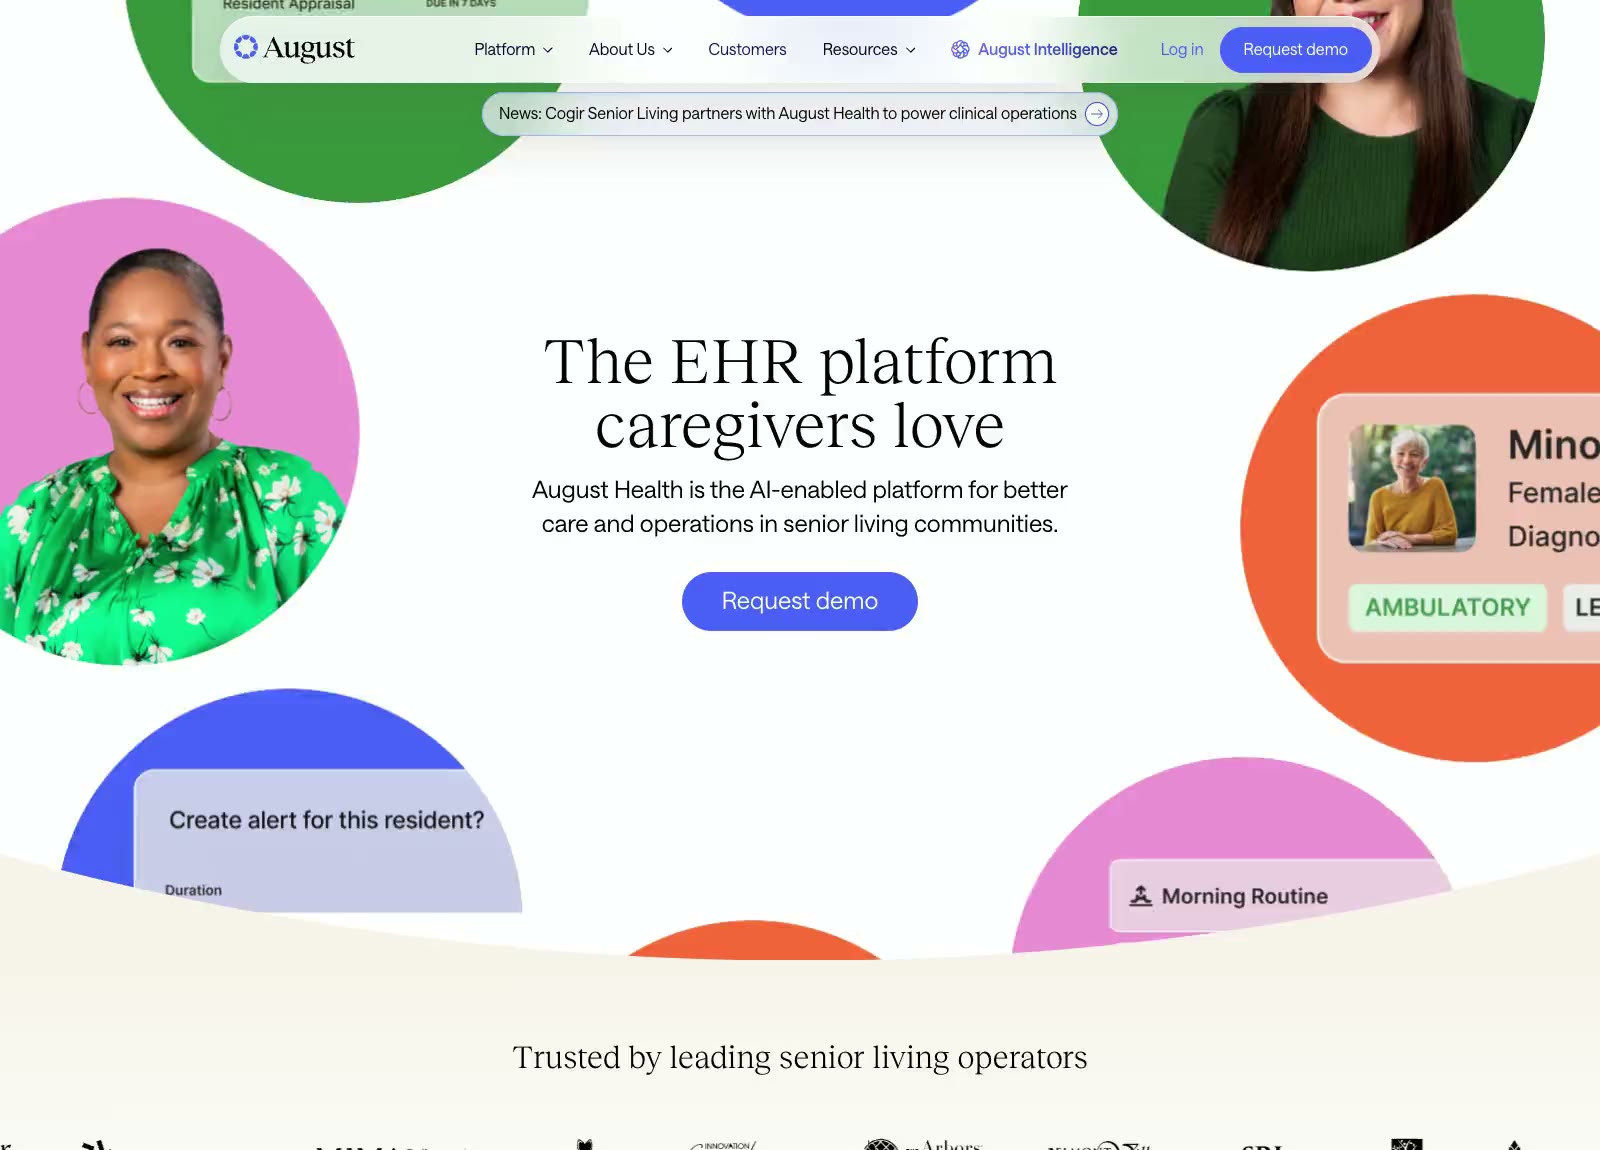 Resident Appraisal
DUE IN 7 DAYS
August
Platform
About Us
Customers
Resources
August Intelligence
Log in
Request demo
News: Cogir Senior Living partners with August Health to power clinical operations
The EHR platform
caregivers love
August Health is the AI-enabled platform for better
care and operations in senior living communities.
Request demo
Mino
Female
Diagno
AMBULATORY
LE
Create alert for this resident?
Duration
Morning Routine
Trusted by leading senior living operators
INNOVATION/
Arbors